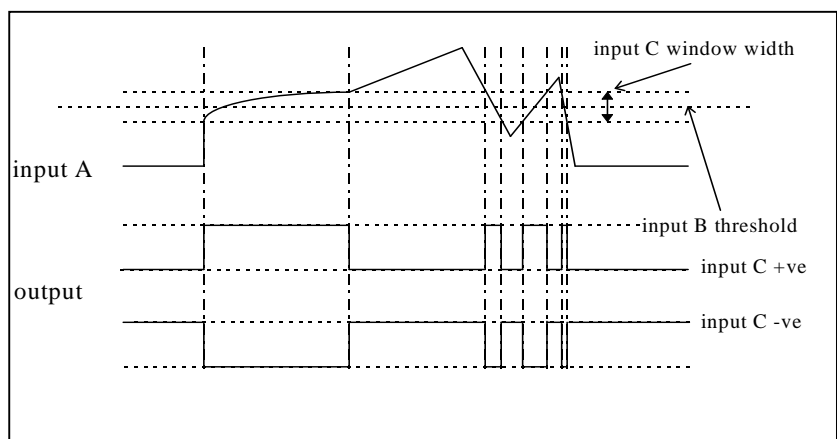 input C window width
input A
input B threshold
input C +ve
output
input C -ve